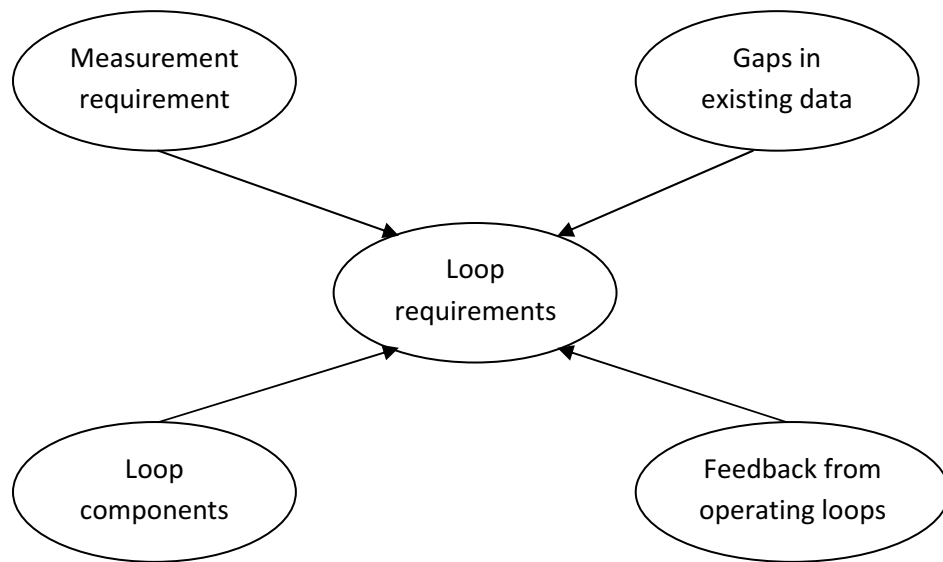 Measurement
requirement
Gaps in
existing data
Loop
requirements
Loop
components
Feedback from
operating loops